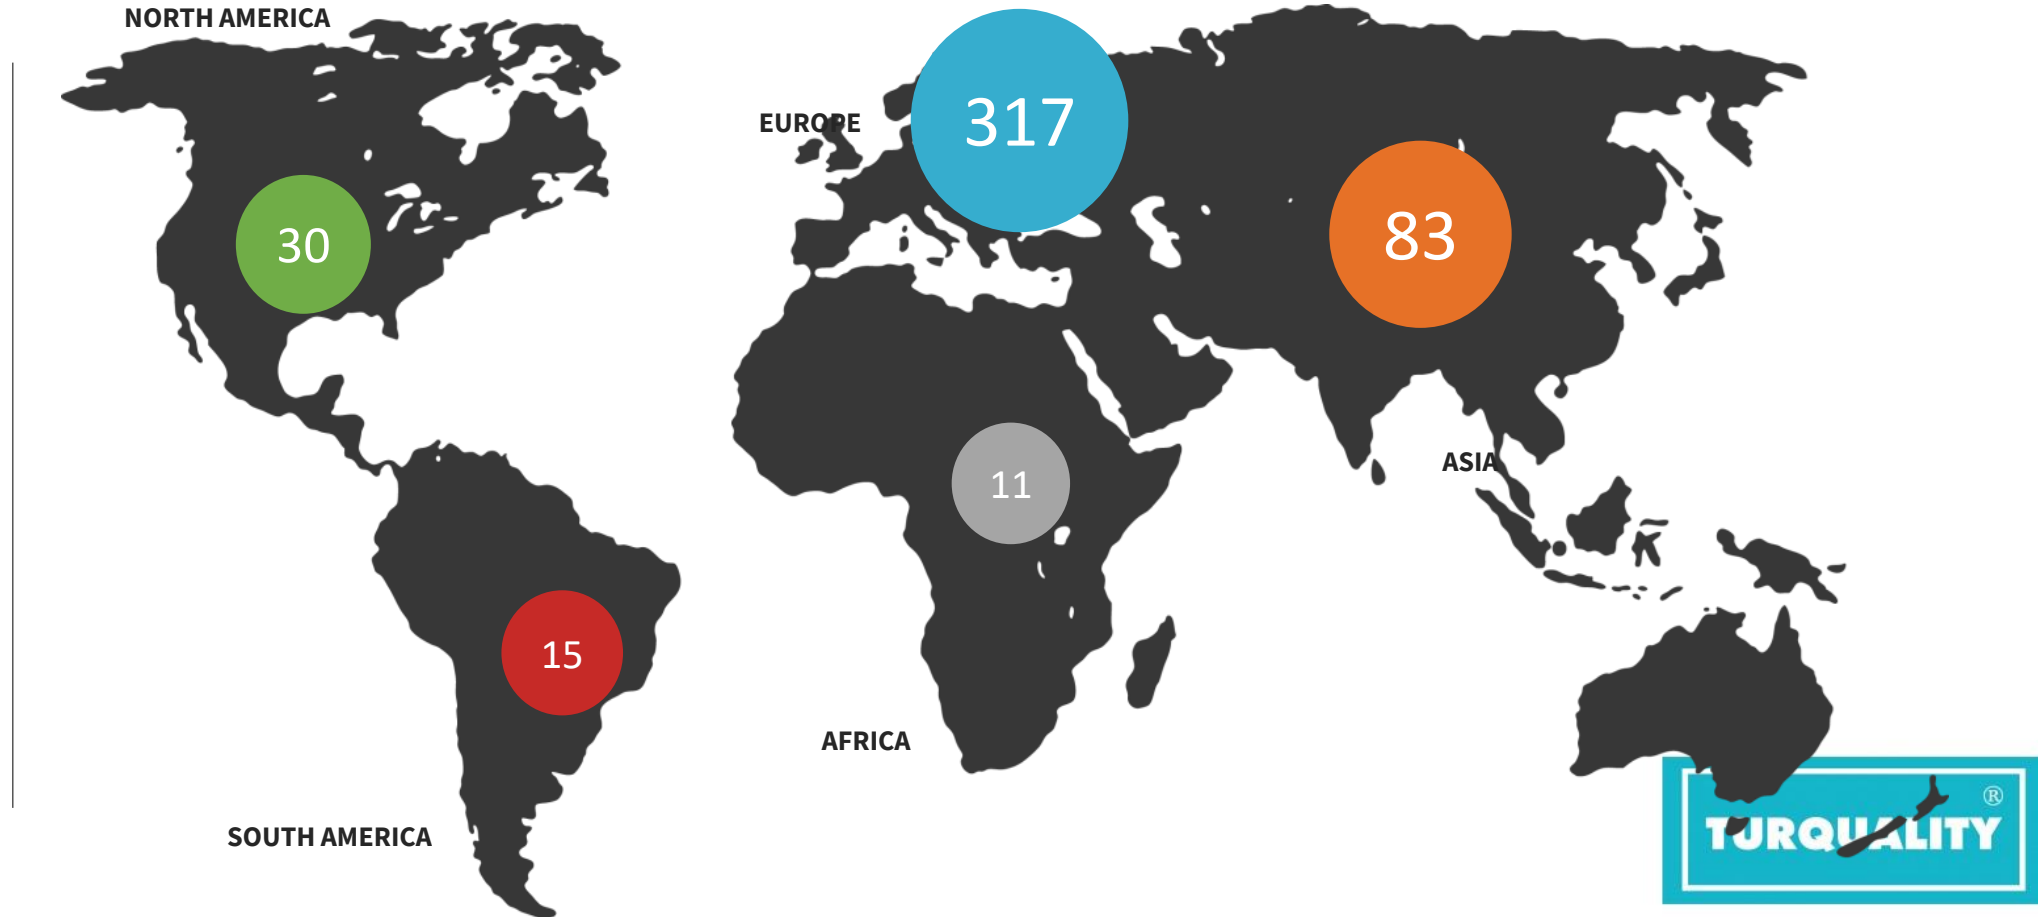 NORTH AMERICA
EUROPE
317
83
30
ASIA
11
15
AFRICA
SOUTH AMERICA
®
TURQUALITY